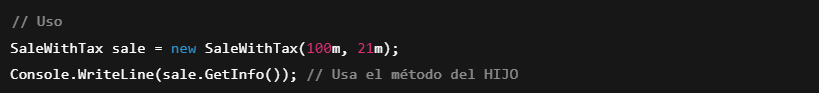 // Uso
SaleWithTax sale = new SaleWithTax(100m, 21m);
Console.WriteLine(sale.GetInfo()); // Usa el método del HIJO